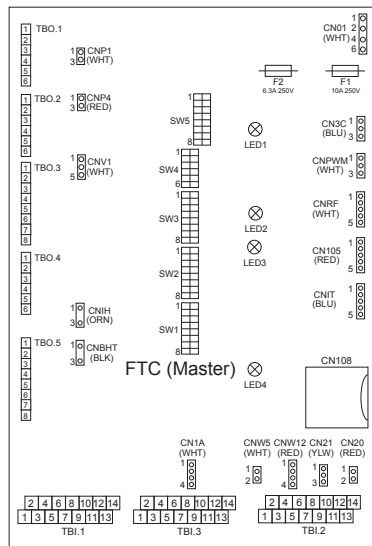 TBO.1
1
2
3
4
5
6
1
3
CNP1
(WHT)
CN01
(WHT)
1
2
4
6
F2
6.3A 250V
F1
10A 250V
TBO.2
1
2
3
4
5
6
1
3
CNP4
(RED)
1
SW5
8
LED1
CN3C
(BLU)
1
3
TBO.3
1
2
3
4
5
6
7
8
1
5
CNV1
(WHT)
1
SW4
6
CNPWM
(WHT)
1
3
1
SW3
8
LED2
LED3
CNRF
(WHT)
1
5
TBO.4
1
2
3
4
5
6
1
SW2
8
CN105
(RED)
1
5
1
3
CNIH
(ORN)
1
SW1
8
CNIT
(BLU)
1
5
TBO.5
1
2
3
4
5
6
7
8
1
3
CNBHT
(BLK)
FTC (Master)
LED4
CN108
CN1A
(WHT)
1
4
CNW5
(WHT)
1
2
CNW12
(RED)
1
4
CN21
(YLW)
1
3
CN20
(RED)
1
2
2 4 6 8 10 12 14
1 3 5 7 9 11 13
TBI.1
2 4 6 8 10 12 14
1 3 5 7 9 11 13
TBI.3
2 4 6 8 10 12 14
1 3 5 7 9 11 13
TBI.2